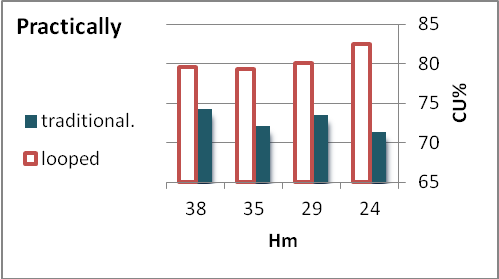 Practically
traditional.
looped
85
80
75
70
65
CU%
38 35 29 24
Hm